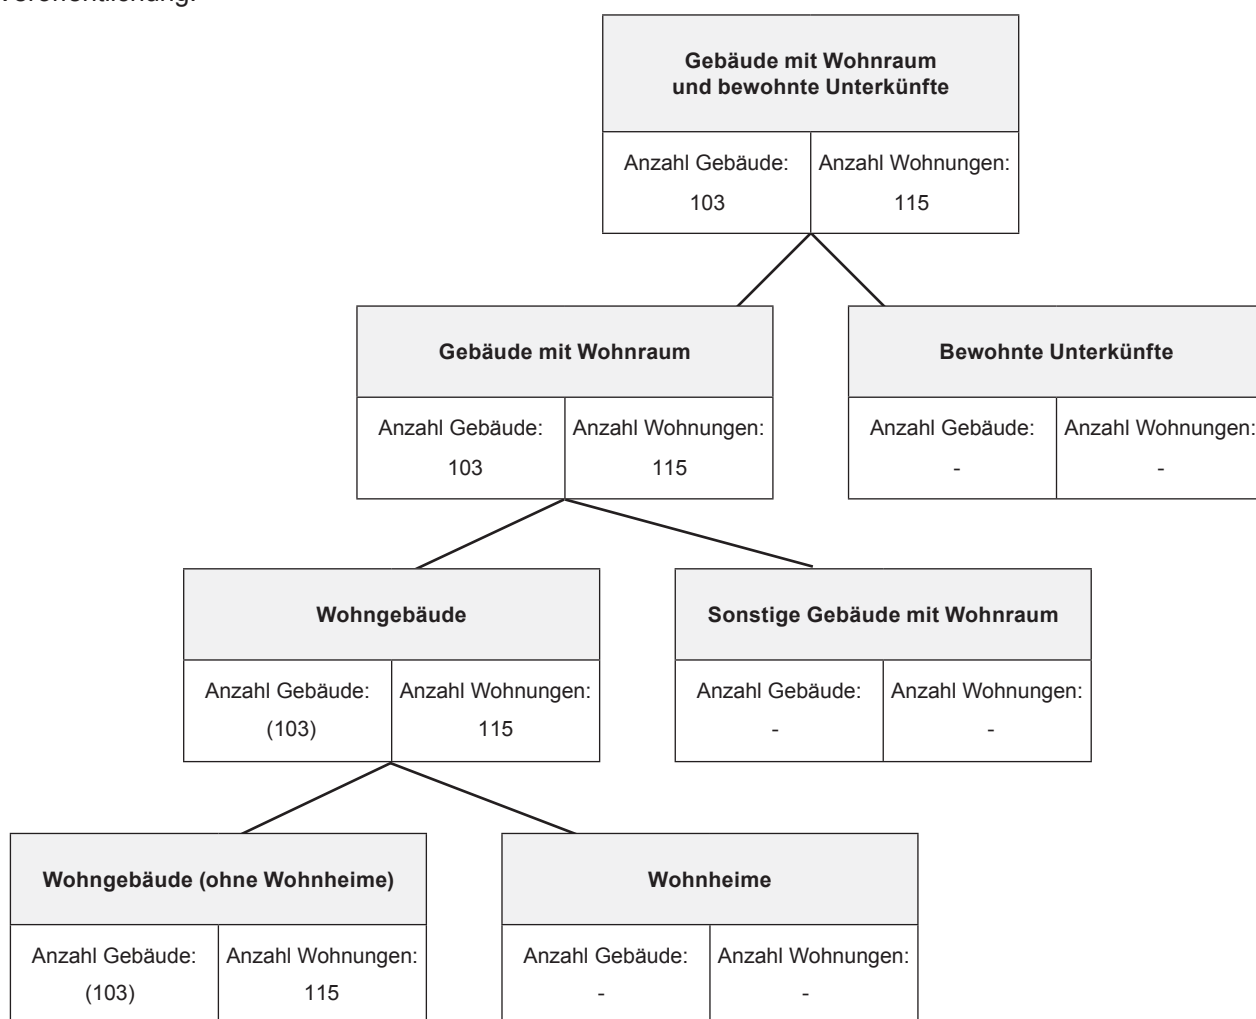 Veröffentlichung.
Gebäude mit Wohnraum
und bewohnte Unterkünfte
Anzahl Gebäude: Anzahl Wohnungen:
103 115
Gebäude mit Wohnraum Bewohnte Unterkünfte
Anzahl Gebäude: Anzahl Wohnungen: Anzahl Gebäude: Anzahl Wohnungen:
103 115 - -
Wohngebäude Sonstige Gebäude mit Wohnraum
Anzahl Gebäude: Anzahl Wohnungen: Anzahl Gebäude: Anzahl Wohnungen:
(103) 115 - -
Wohngebäude (ohne Wohnheime) Wohnheime
Anzahl Gebäude: Anzahl Wohnungen: Anzahl Gebäude: Anzahl Wohnungen:
(103) 115 - -